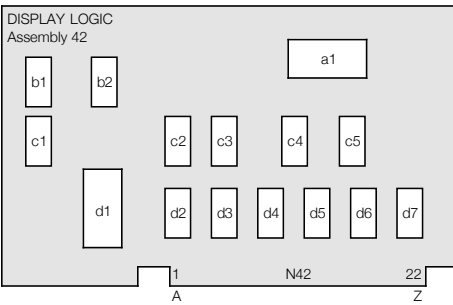 DISPLAY LOGIC
Assembly 42
a1
b1 b2
c1 c2 c3 c4 c5
d1 d2 d3 d4 d5 d6 d7
1 N42 22
A Z